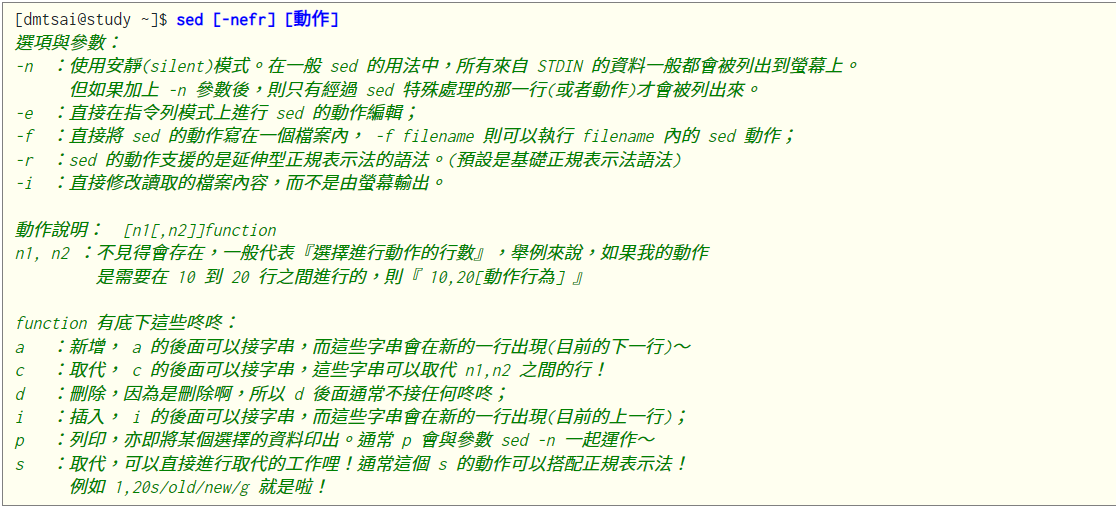 [dmtsai@study ~]$ sed [-nefr] [動作]
選項與參數：
-n  ：使用安靜(silent)模式。在一般 sed 的用法中，所有來自 STDIN 的資料一般都會被列出到螢幕上。
      但如果加上 -n 參數後，則只有經過 sed 特殊處理的那一行(或者動作)才會被列出來。
-e  ：直接在指令列模式上進行 sed 的動作編輯；
-f  ：直接將 sed 的動作寫在一個檔案內， -f filename 則可以執行 filename 內的 sed 動作；
-r  ：sed 的動作支援的是延伸型正規表示法的語法。(預設是基礎正規表示法語法)
-i  ：直接修改讀取的檔案內容，而不是由螢幕輸出。
動作說明：  [n1[,n2]]function
n1, n2 ：不見得會存在，一般代表『選擇進行動作的行數』，舉例來說，如果我的動作
         是需要在 10 到 20 行之間進行的，則『 10,20[動作行為] 』
function 有底下這些咚咚：
a   ：新增， a 的後面可以接字串，而這些字串會在新的一行出現(目前的下一行)～
c   ：取代， c 的後面可以接字串，這些字串可以取代 n1,n2 之間的行！
d   ：刪除，因為是刪除啊，所以 d 後面通常不接任何咚咚；
i   ：插入， i 的後面可以接字串，而這些字串會在新的一行出現(目前的上一行)；
p   ：列印，亦即將某個選擇的資料印出。通常 p 會與參數 sed -n 一起運作～
s   ：取代，可以直接進行取代的工作哩！通常這個 s 的動作可以搭配正規表示法！
      例如 1,20s/old/new/g 就是啦！